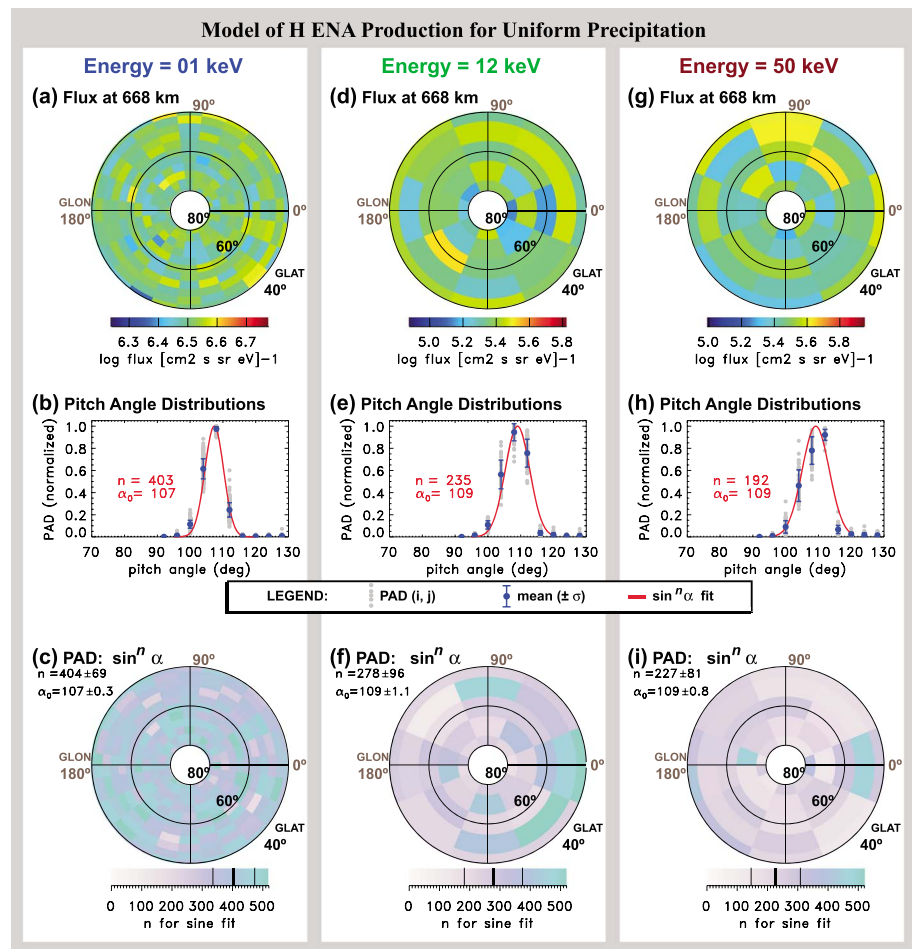 Model of H ENA Production for Uniform Precipitation
Energy = 01 keV
(a) Flux at 668 km
90º
GLON
180º
0º
80º
60º
GLAT
40º
6.3 6.4 6.5 6.6 6.7
log flux [cm2 s sr eV]-1
(b) Pitch Angle Distributions
PAD (normalized)
1.0
0.8
0.6
0.4
0.2
0.0
n = 403
α₀= 107
70 80 90 100 110 120 130
pitch angle (deg)
Energy = 12 keV
(d) Flux at 668 km
90º
GLON
180º
0º
80º
60º
GLAT
40º
5.0 5.2 5.4 5.6 5.8
log flux [cm2 s sr eV]-1
(e) Pitch Angle Distributions
PAD (normalized)
1.0
0.8
0.6
0.4
0.2
0.0
n = 235
α₀= 109
70 80 90 100 110 120 130
pitch angle (deg)
Energy = 50 keV
(g) Flux at 668 km
90º
GLON
180º
0º
80º
60º
GLAT
40º
5.0 5.2 5.4 5.6 5.8
log flux [cm2 s sr eV]-1
(h) Pitch Angle Distributions
PAD (normalized)
1.0
0.8
0.6
0.4
0.2
0.0
n = 192
α₀= 109
70 80 90 100 110 120 130
pitch angle (deg)
LEGEND: PAD (i, j) mean (± σ) sinⁿα fit
(c) PAD: sinⁿ α
n =404±69
α₀=107±0.3
90º
GLON
180º
0º
80º
60º
GLAT
40º
0 100 200 300 400 500
n for sine fit
(f) PAD: sinⁿ α
n =278±96
α₀=109±1.1
90º
GLON
180º
0º
80º
60º
GLAT
40º
0 100 200 300 400 500
n for sine fit
(i) PAD: sinⁿ α
n =227±81
α₀=109±0.8
90º
GLON
180º
0º
80º
60º
GLAT
40º
0 100 200 300 400 500
n for sine fit